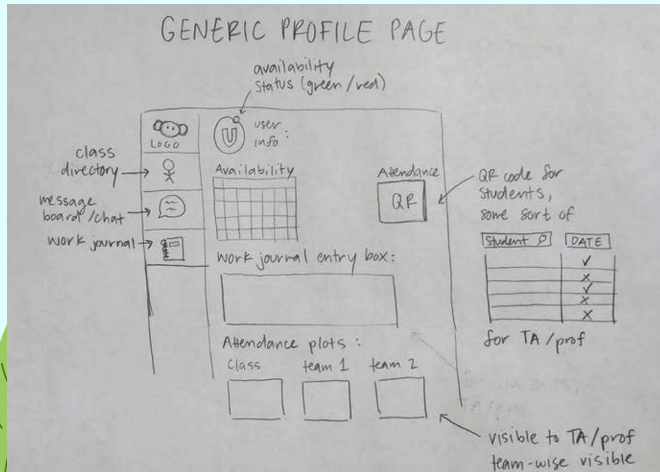 GENERIC PROFILE PAGE
availability
status (green/red)
LOGO
U
user
info:
class
directory
message
board/chat
work journal
Availability
Attendance
QR
QR code for
students,
some sort of
Student
DATE
✓
x
✓
x
x
for TA/prof
work journal entry box:
Attendance plots:
class
team 1
team 2
visible to TA/prof
team-wise visible